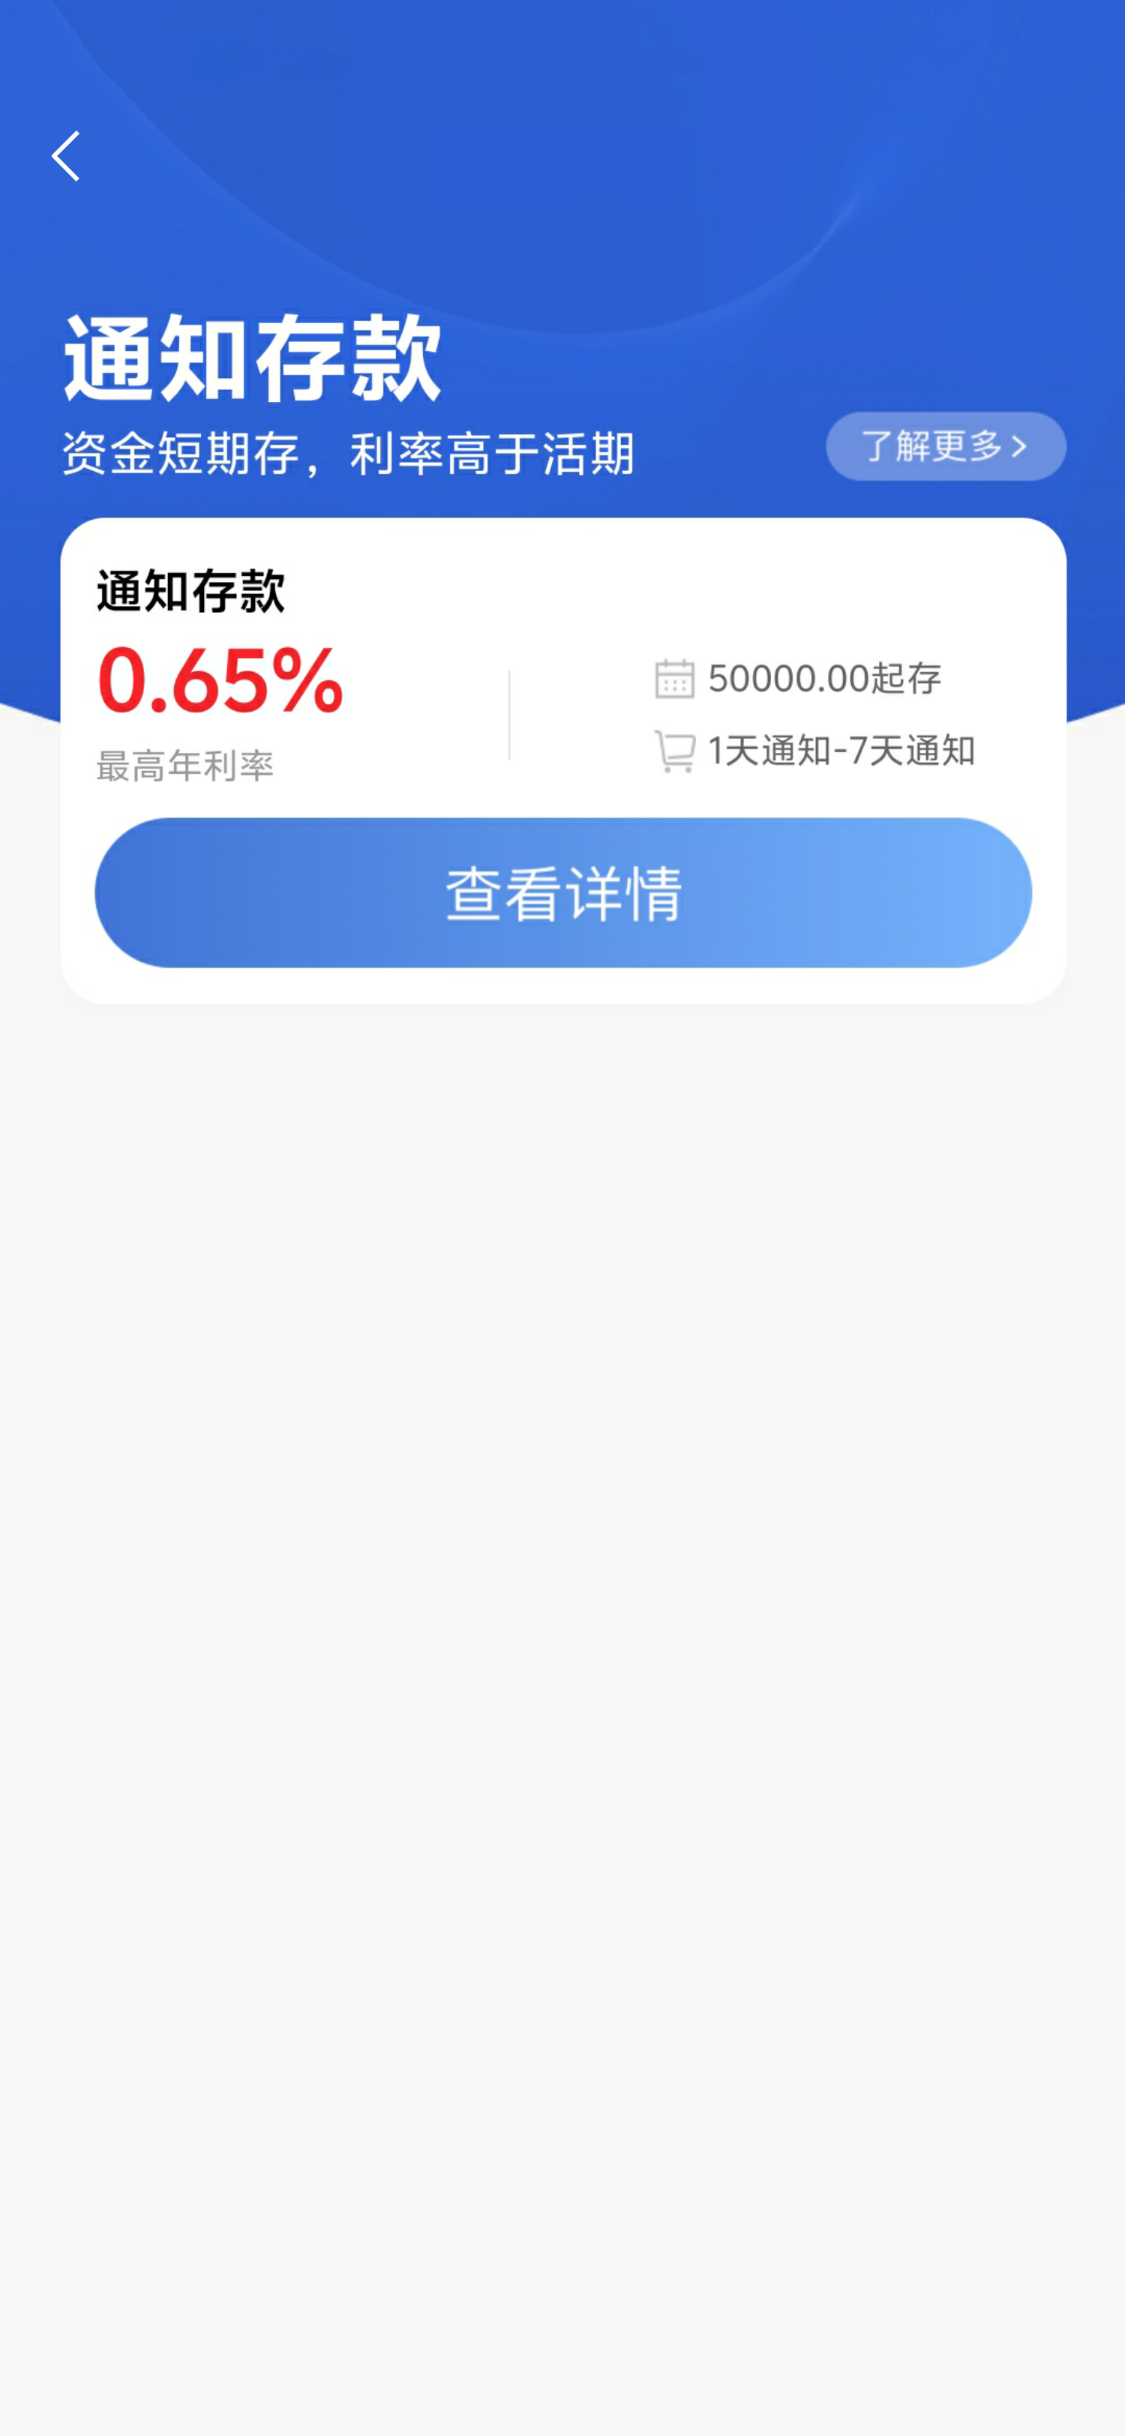 通知存款
资金短期存，利率高于活期
了解更多
通知存款
0.65%
最高年利率
50000.00起存
1天通知-7天通知
查看详情